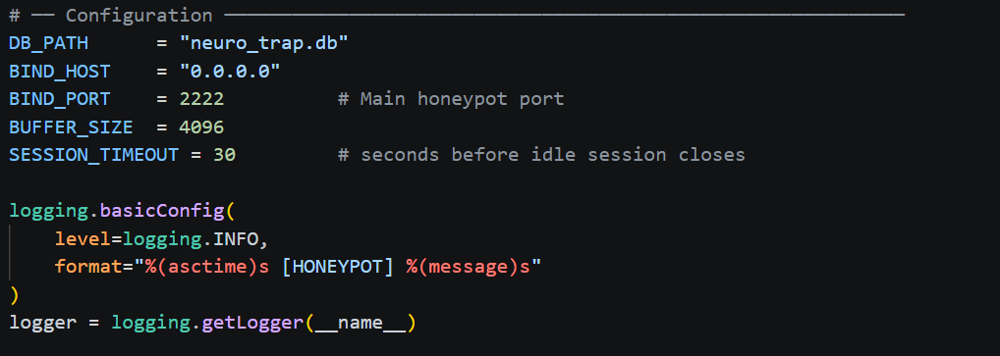 # ── Configuration ────────────────────────────────────────────────────────────
DB_PATH      = "neuro_trap.db"
BIND_HOST    = "0.0.0.0"
BIND_PORT    = 2222          # Main honeypot port
BUFFER_SIZE  = 4096
SESSION_TIMEOUT = 30         # seconds before idle session closes
logging.basicConfig(
    level=logging.INFO,
    format="%(asctime)s [HONEYPOT] %(message)s"
)
logger = logging.getLogger(__name__)